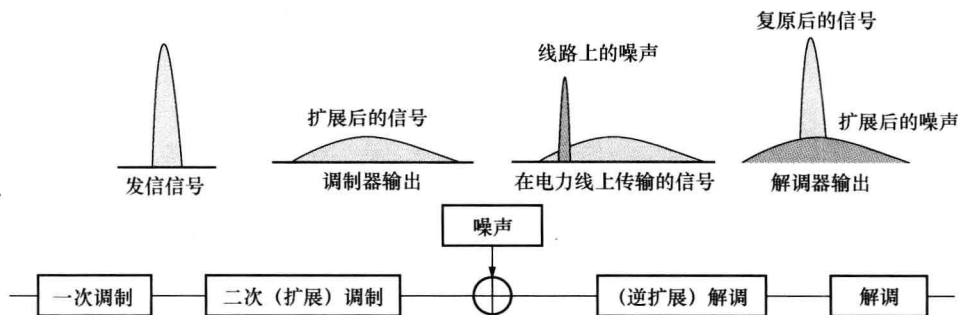 复原后的信号
线路上的噪声
扩展后的信号
扩展后的噪声
发信信号
调制器输出
在电力线上传输的信号
解调器输出
噪声
一次调制
二次（扩展）调制
（逆扩展）解调
解调